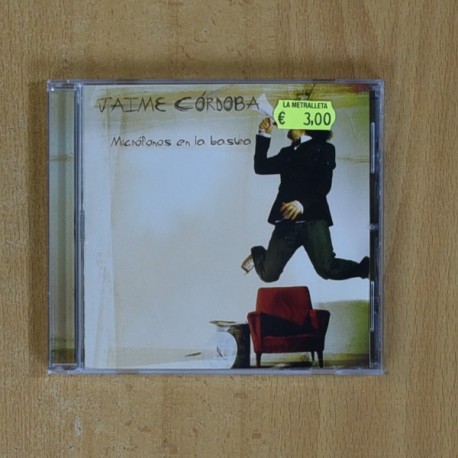 JAIME CÓRDOBA
LA METRALLETA
€ 3,00
Micrófonos en la basura